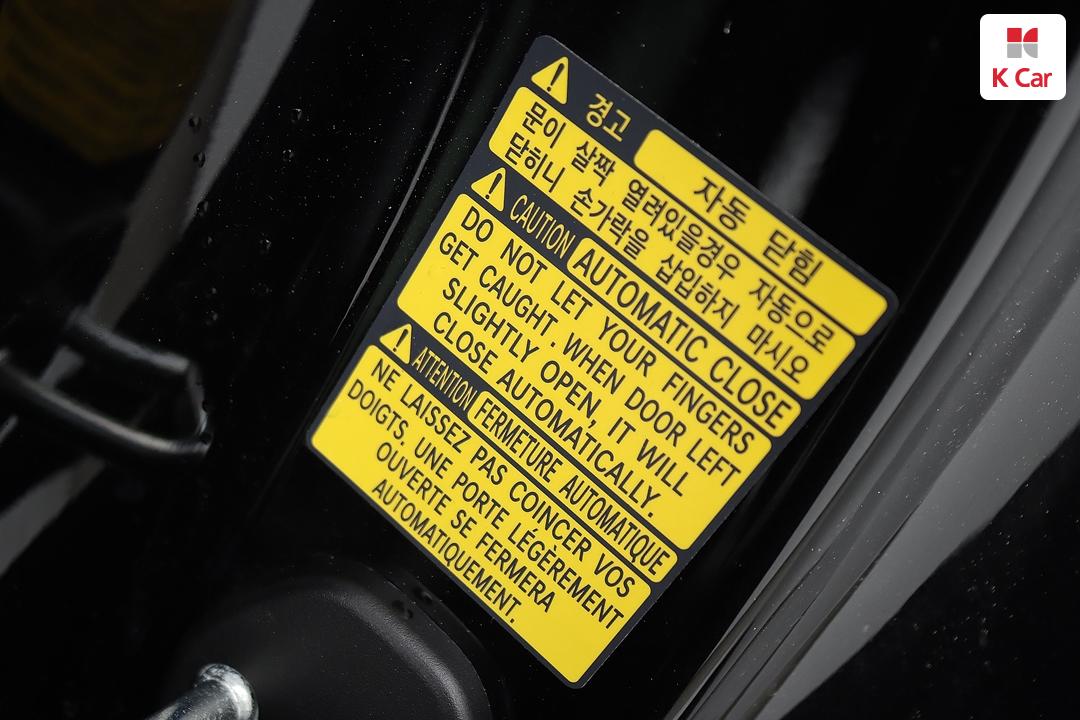 K Car
경고 자동 닫힘
문이 살짝 열려있을경우 자동으로
닫히니 손가락을 삽입하지 마시오
CAUTION AUTOMATIC CLOSE
DO NOT LET YOUR FINGERS
GET CAUGHT . WHEN DOOR LEFT
SLIGHTLY OPEN, IT WILL
CLOSE AUTOMATICALLY.
ATTENTION FERMETURE AUTOMATIQUE
NE LAISSEZ PAS COINCER VOS
DOIGTS. UNE PORTE LÉGÈREMENT
OUVERTE SE FERMERA
AUTOMATIQUEMENT.